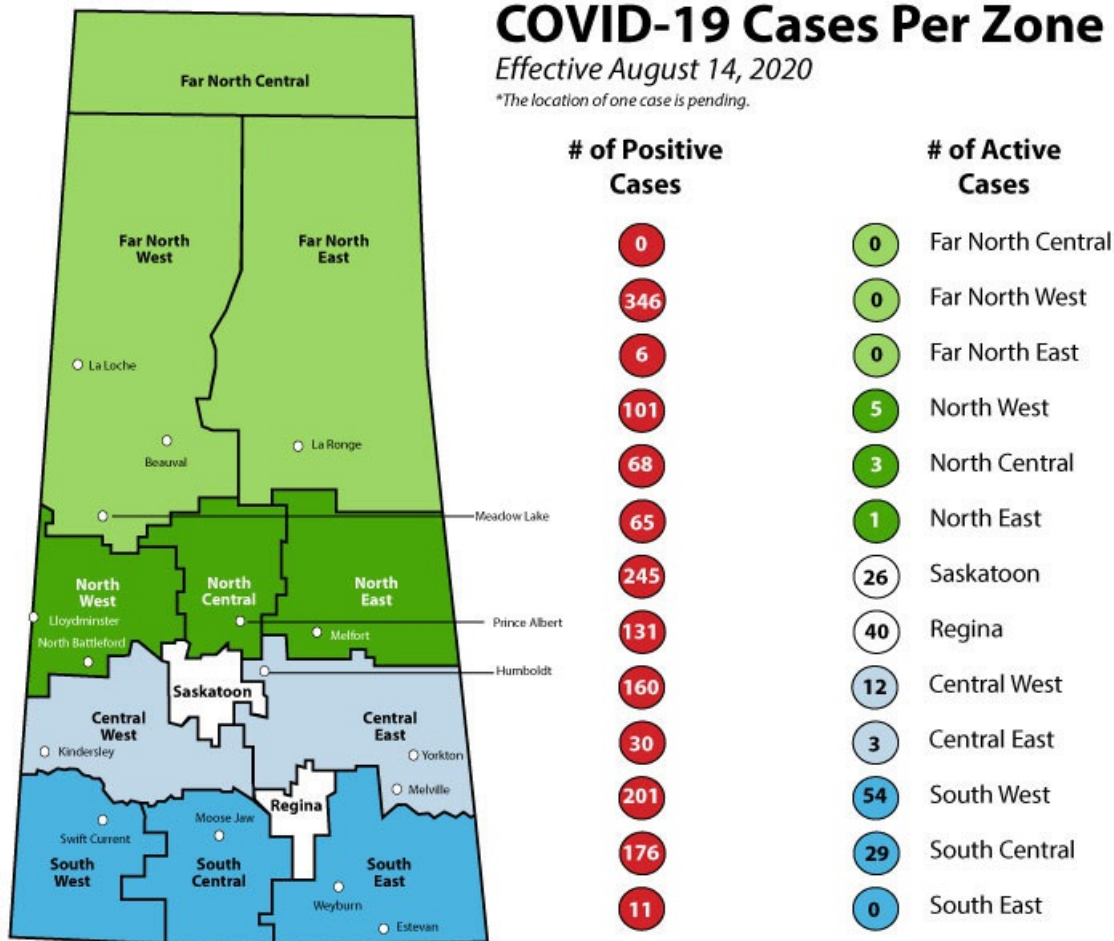 COVID-19 Cases Per Zone
Effective August 14, 2020
*The location of one case is pending.
Far North Central
Far North
West
Far North
East
La Loche
Beauval
La Ronge
Meadow Lake
North
West
North
Central
North
East
Lloydminster
Prince Albert
Melfort
North Battleford
Humboldt
Saskatoon
Central
West
Central
East
Kindersley
Yorkton
Melville
Regina
Moose Jaw
Swift Current
South
West
South
Central
South
East
Weyburn
Estevan
# of Positive
Cases
# of Active
Cases
0 0 Far North Central
346 0 Far North West
6 0 Far North East
101 5 North West
68 3 North Central
65 1 North East
245 26 Saskatoon
131 40 Regina
160 12 Central West
30 3 Central East
201 54 South West
176 29 South Central
11 0 South East